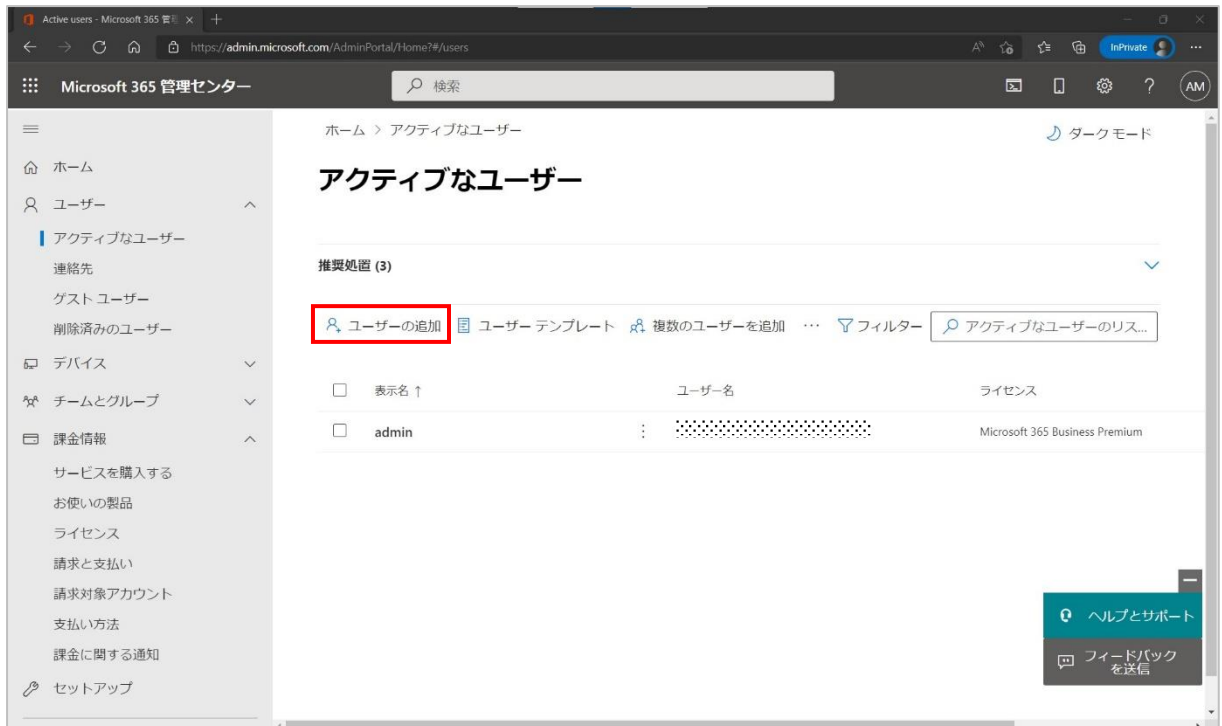 Active users - Microsoft 365 管理
https://admin.microsoft.com/AdminPortal/Home?#/users
InPrivate
Microsoft 365 管理センター
検索
AM
ホーム > アクティブなユーザー
ダーク モード
アクティブなユーザー
ホーム
ユーザー
アクティブなユーザー
連絡先
ゲスト ユーザー
削除済みのユーザー
デバイス
チームとグループ
課金情報
サービスを購入する
お使いの製品
ライセンス
請求と支払い
請求対象アカウント
支払い方法
課金に関する通知
セットアップ
推奨処置 (3)
ユーザーの追加 ユーザー テンプレート 複数のユーザーを追加 … フィルター アクティブなユーザーのリス...
表示名 ↑ ユーザー名 ライセンス
admin Microsoft 365 Business Premium
ヘルプとサポート
フィードバック
を送信